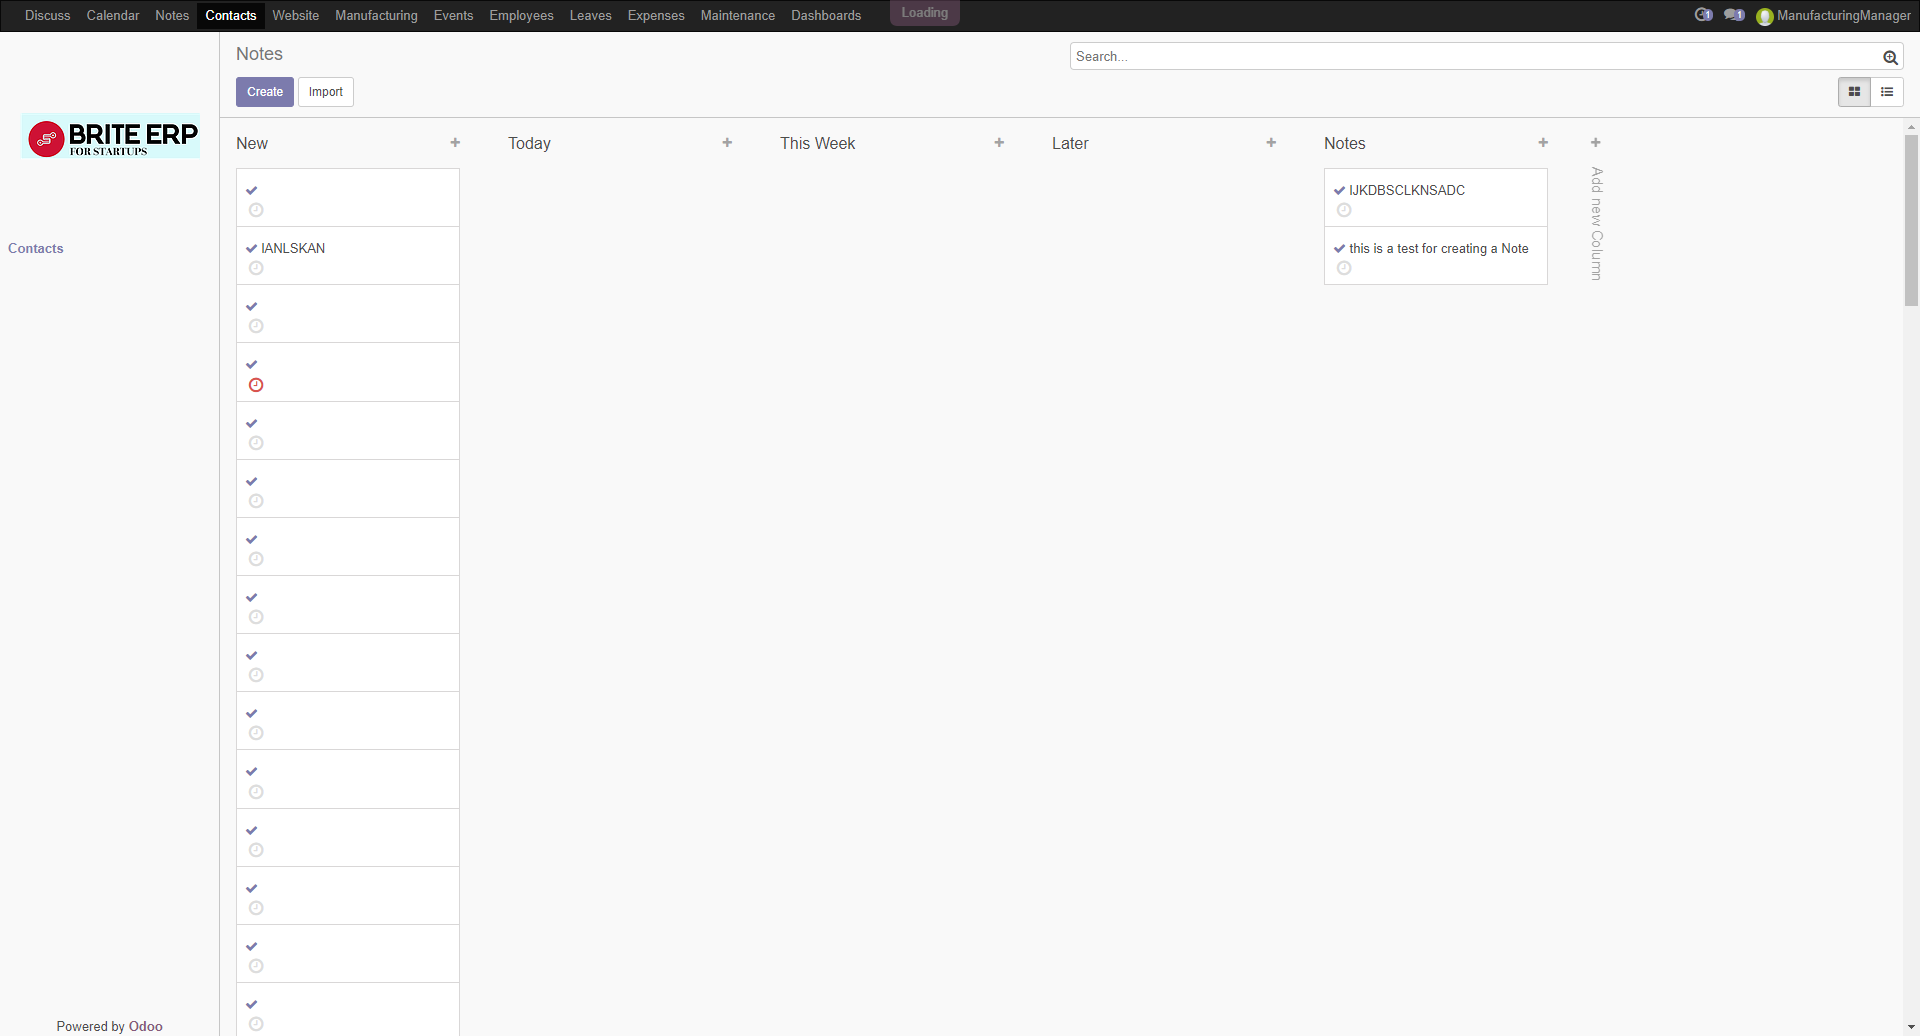 Discuss Calendar Notes Contacts Website Manufacturing Events Employees Leaves Expenses Maintenance Dashboards Loading 1 1 ManufacturingManager
Notes
Search...
Create Import
BRITE ERP
FOR STARTUPS
Contacts
New Today This Week Later Notes
Add new Column
IJKDBSCLKNSADC
IANLSKAN
this is a test for creating a Note
Powered by Odoo